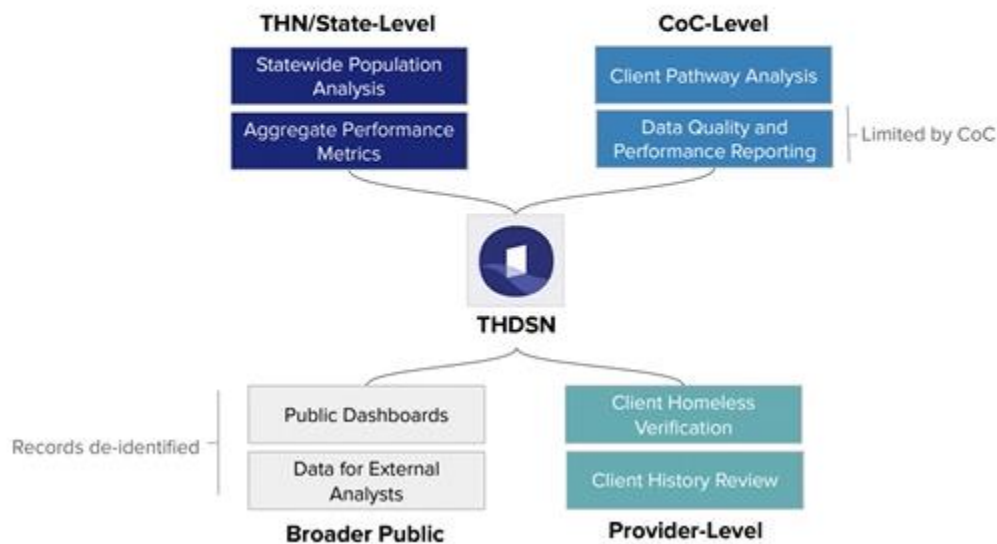 THN/State-Level
CoC-Level
Statewide Population
Analysis
Client Pathway Analysis
Aggregate Performance
Metrics
Data Quality and
Performance Reporting
Limited by CoC
THDSN
Public Dashboards
Client Homeless
Verification
Records de-identified
Data for External
Analysts
Client History Review
Broader Public
Provider-Level